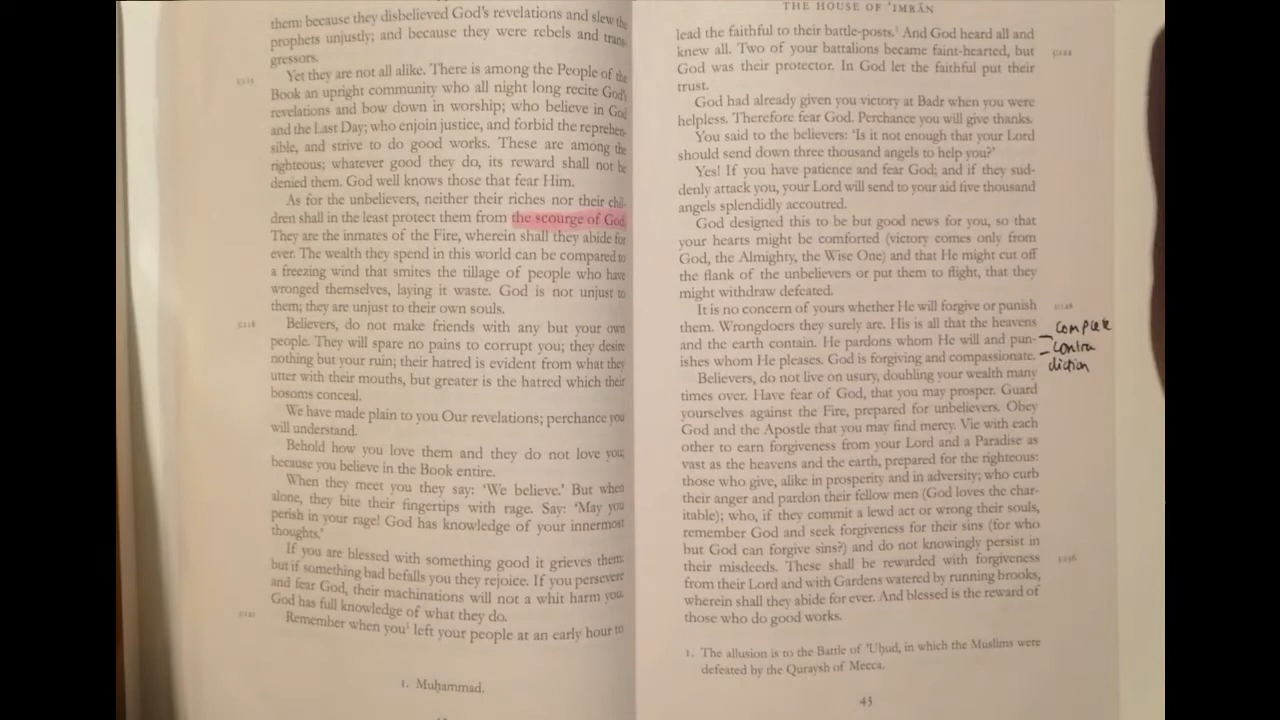 them: because they disbelieved God's revelations and slew the
prophets unjustly; and because they were rebels and trans-
gressors.
3:113
Yet they are not all alike. There is among the People of the
Book an upright community who all night long recite God's
revelations and bow down in worship; who believe in God
and the Last Day; who enjoin justice, and forbid the reprehen-
sible, and strive to do good works. These are among the
righteous; whatever good they do, its reward shall not be
denied them. God well knows those that fear Him.
As for the unbelievers, neither their riches nor their chil-
dren shall in the least protect them from the scourge of God.
They are the inmates of the Fire, wherein shall they abide for
ever. The wealth they spend in this world can be compared to
a freezing wind that smites the tillage of people who have
wronged themselves, laying it waste. God is not unjust to
them; they are unjust to their own souls.
3:118
Believers, do not make friends with any but your own
people. They will spare no pains to corrupt you; they desire
nothing but your ruin; their hatred is evident from what they
utter with their mouths, but greater is the hatred which their
bosoms conceal.
We have made plain to you Our revelations; perchance you
will understand.
Behold how you love them and they do not love you;
because you believe in the Book entire.
When they meet you they say: 'We believe.' But when
alone, they bite their fingertips with rage. Say: 'May you
perish in your rage! God has knowledge of your innermost
thoughts.'
If you are blessed with something good it grieves them:
but if something bad befalls you they rejoice. If you persevere
and fear God, their machinations will not a whit harm you.
God has full knowledge of what they do.
3:121
Remember when you¹ left your people at an early hour to
1. Muḥammad.
THE HOUSE OF 'IMRĀN
lead the faithful to their battle-posts.¹ And God heard all and
knew all. Two of your battalions became faint-hearted, but
3:122
God was their protector. In God let the faithful put their
trust.
God had already given you victory at Badr when you were
helpless. Therefore fear God. Perchance you will give thanks.
You said to the believers: 'Is it not enough that your Lord
should send down three thousand angels to help you?'
Yes! If you have patience and fear God; and if they sud-
denly attack you, your Lord will send to your aid five thousand
angels splendidly accoutred.
God designed this to be but good news for you, so that
your hearts might be comforted (victory comes only from
God, the Almighty, the Wise One) and that He might cut off
the flank of the unbelievers or put them to flight, that they
might withdraw defeated.
It is no concern of yours whether He will forgive or punish
3:128
them. Wrongdoers they surely are. His is all that the heavens
and the earth contain. He pardons whom He will and pun-
ishes whom He pleases. God is forgiving and compassionate.
complete
contra
diction
Believers, do not live on usury, doubling your wealth many
times over. Have fear of God, that you may prosper. Guard
yourselves against the Fire, prepared for unbelievers. Obey
God and the Apostle that you may find mercy. Vie with each
other to earn forgiveness from your Lord and a Paradise as
vast as the heavens and the earth, prepared for the righteous:
those who give, alike in prosperity and in adversity; who curb
their anger and pardon their fellow men (God loves the char-
itable); who, if they commit a lewd act or wrong their souls,
remember God and seek forgiveness for their sins (for who
but God can forgive sins?) and do not knowingly persist in
their misdeeds. These shall be rewarded with forgiveness
3:136
from their Lord and with Gardens watered by running brooks,
wherein shall they abide for ever. And blessed is the reward of
those who do good works.
1. The allusion is to the Battle of 'Uḥud, in which the Muslims were
defeated by the Quraysh of Mecca.
43